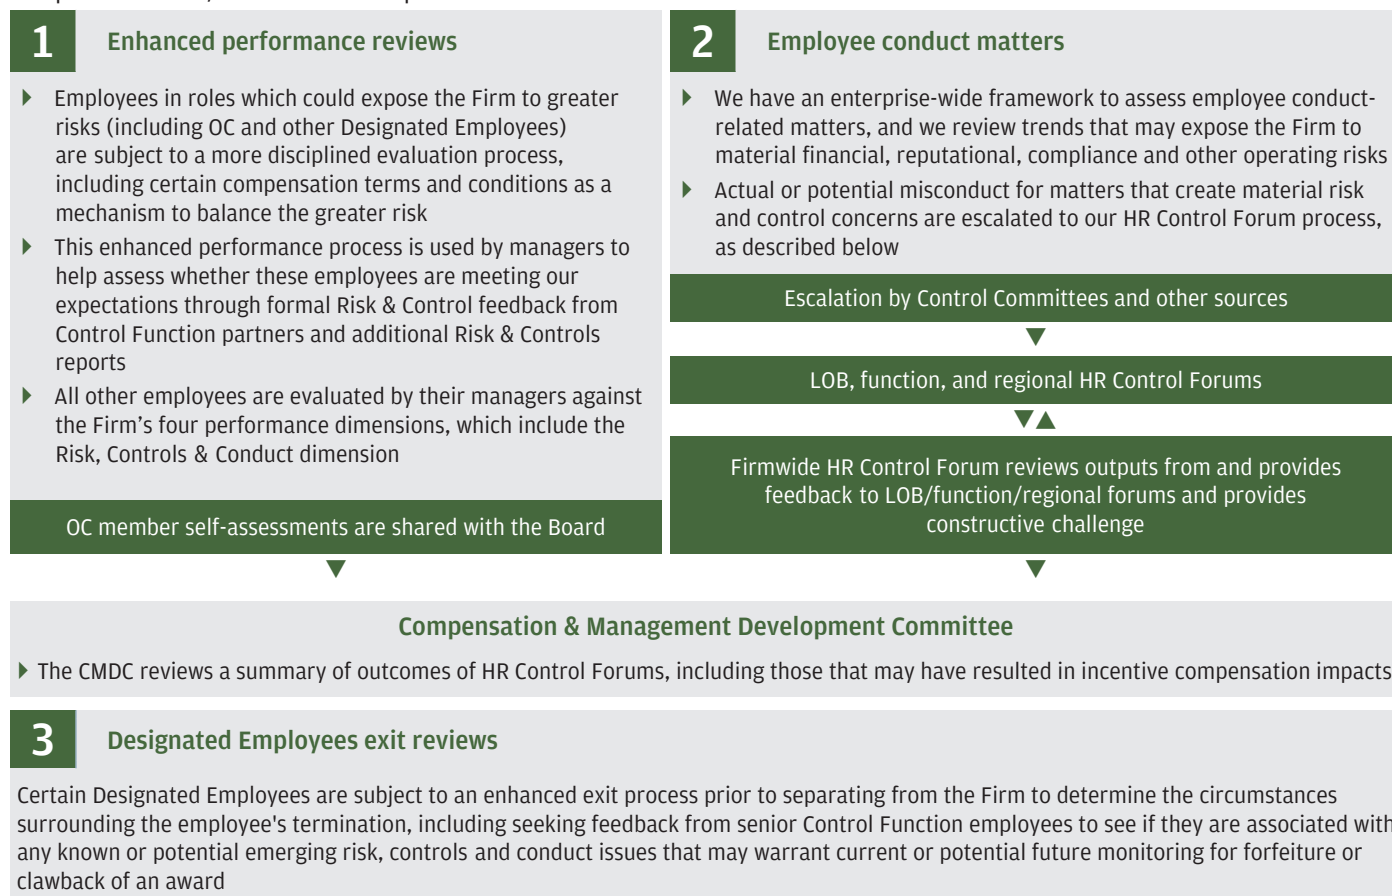 1
Enhanced performance reviews
Employees in roles which could expose the Firm to greater
risks (including OC and other Designated Employees)
are subject to a more disciplined evaluation process,
including certain compensation terms and conditions as a
mechanism to balance the greater risk
This enhanced performance process is used by managers to
help assess whether these employees are meeting our
expectations through formal Risk & Control feedback from
Control Function partners and additional Risk & Controls
reports
All other employees are evaluated by their managers against
the Firm's four performance dimensions, which include the
Risk, Controls & Conduct dimension
OC member self-assessments are shared with the Board
2
Employee conduct matters
We have an enterprise-wide framework to assess employee conduct-
related matters, and we review trends that may expose the Firm to
material financial, reputational, compliance and other operating risks
Actual or potential misconduct for matters that create material risk
and control concerns are escalated to our HR Control Forum process,
as described below
Escalation by Control Committees and other sources
LOB, function, and regional HR Control Forums
Firmwide HR Control Forum reviews outputs from and provides
feedback to LOB/function/regional forums and provides
constructive challenge
Compensation & Management Development Committee
The CMDC reviews a summary of outcomes of HR Control Forums, including those that may have resulted in incentive compensation impacts
3
Designated Employees exit reviews
Certain Designated Employees are subject to an enhanced exit process prior to separating from the Firm to determine the circumstances
surrounding the employee's termination, including seeking feedback from senior Control Function employees to see if they are associated with
any known or potential emerging risk, controls and conduct issues that may warrant current or potential future monitoring for forfeiture or
clawback of an award